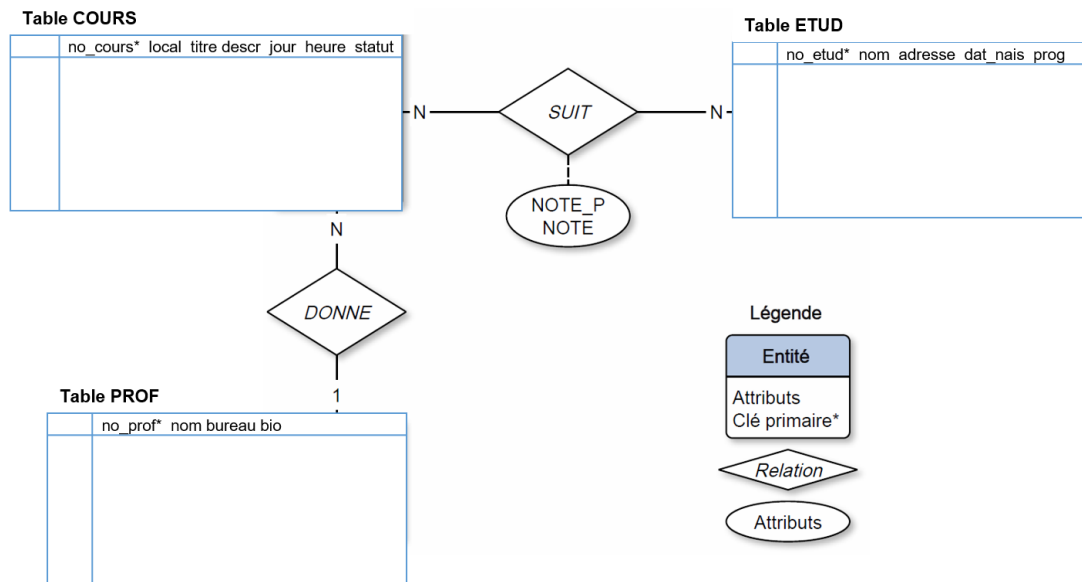 Table COURS
no_cours* local titre descr jour heure statut
Table ETUD
no_etud* nom adresse dat_nais prog
N
SUIT
N
NOTE_P
NOTE
N
DONNE
1
Table PROF
no_prof* nom bureau bio
Légende
Entité
Attributs
Clé primaire*
Relation
Attributs